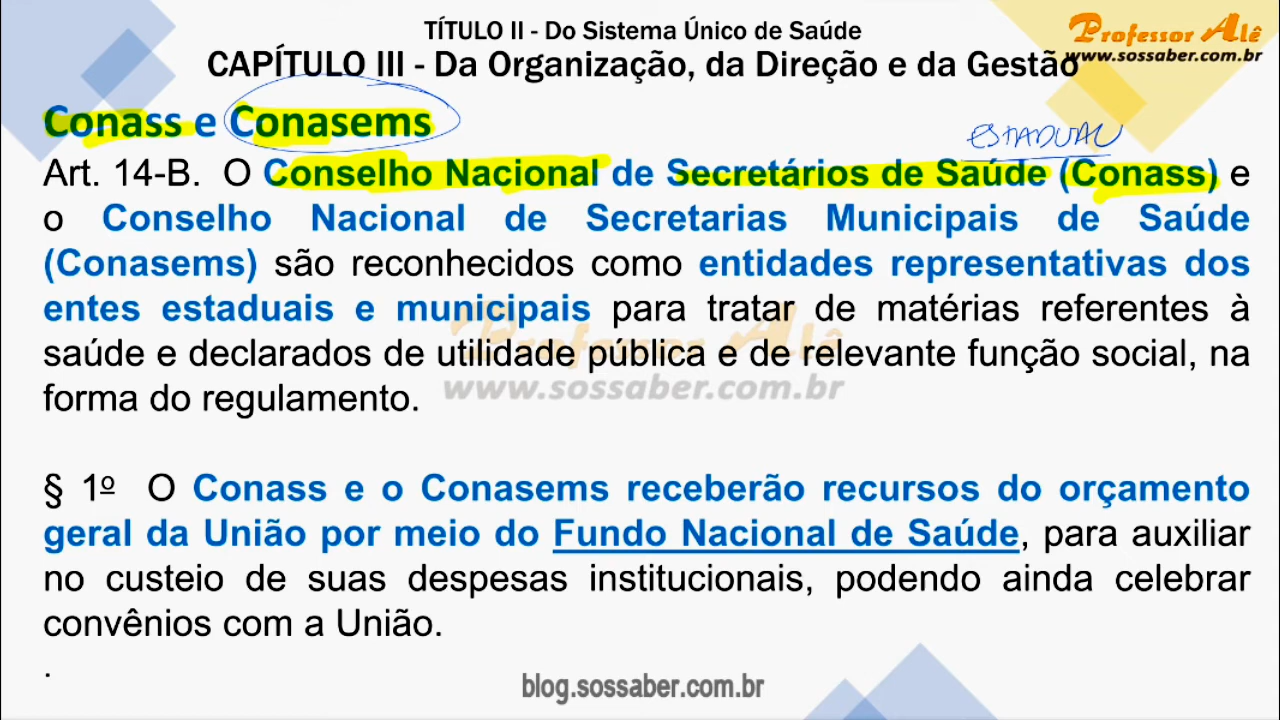 TÍTULO II - Do Sistema Único de Saúde
CAPÍTULO III - Da Organização, da Direção e da Gestão
Professor Alê
www.sossaber.com.br
Conass e Conasems
ESTADUAL
Art. 14-B. O Conselho Nacional de Secretários de Saúde (Conass) e
o Conselho Nacional de Secretarias Municipais de Saúde
(Conasems) são reconhecidos como entidades representativas dos
entes estaduais e municipais para tratar de matérias referentes à
saúde e declarados de utilidade pública e de relevante função social, na
forma do regulamento.
Professor Alê
www.sossaber.com.br
§ 1º O Conass e o Conasems receberão recursos do orçamento
geral da União por meio do Fundo Nacional de Saúde, para auxiliar
no custeio de suas despesas institucionais, podendo ainda celebrar
convênios com a União.
.
blog.sossaber.com.br